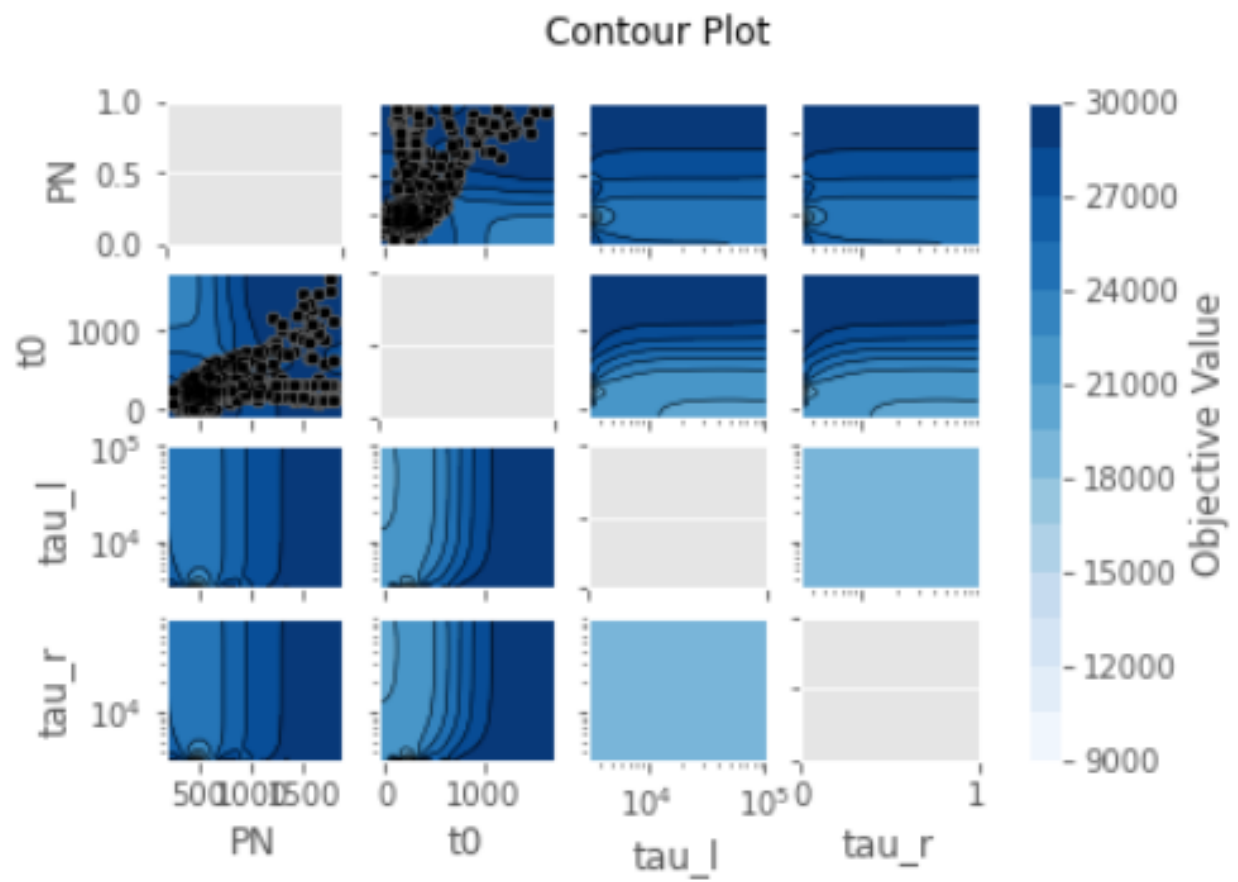 Contour Plot
1.0
0.5
0.0
PN
1000
0
t0
10⁵
10⁴
tau_l
10⁴
tau_r
500 1000 1500
PN
0 1000
t0
10⁴ 10⁵
tau_l
0 1
tau_r
30000
27000
24000
21000
18000
15000
12000
9000
Objective Value